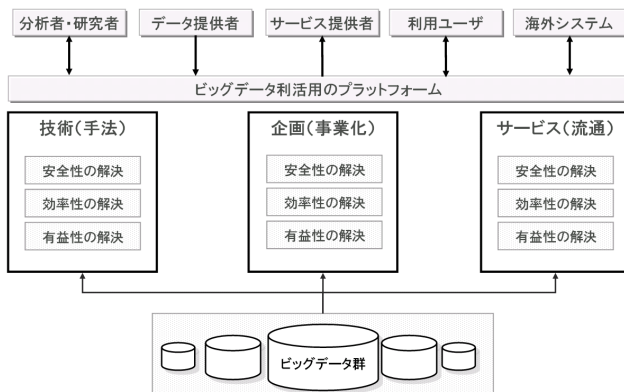 分析者・研究者
データ提供者
サービス提供者
利用ユーザ
海外システム
ビッグデータ利活用のプラットフォーム
技術(手法)
安全性の解決
効率性の解決
有益性の解決
企画(事業化)
安全性の解決
効率性の解決
有益性の解決
サービス(流通)
安全性の解決
効率性の解決
有益性の解決
ビッグデータ群